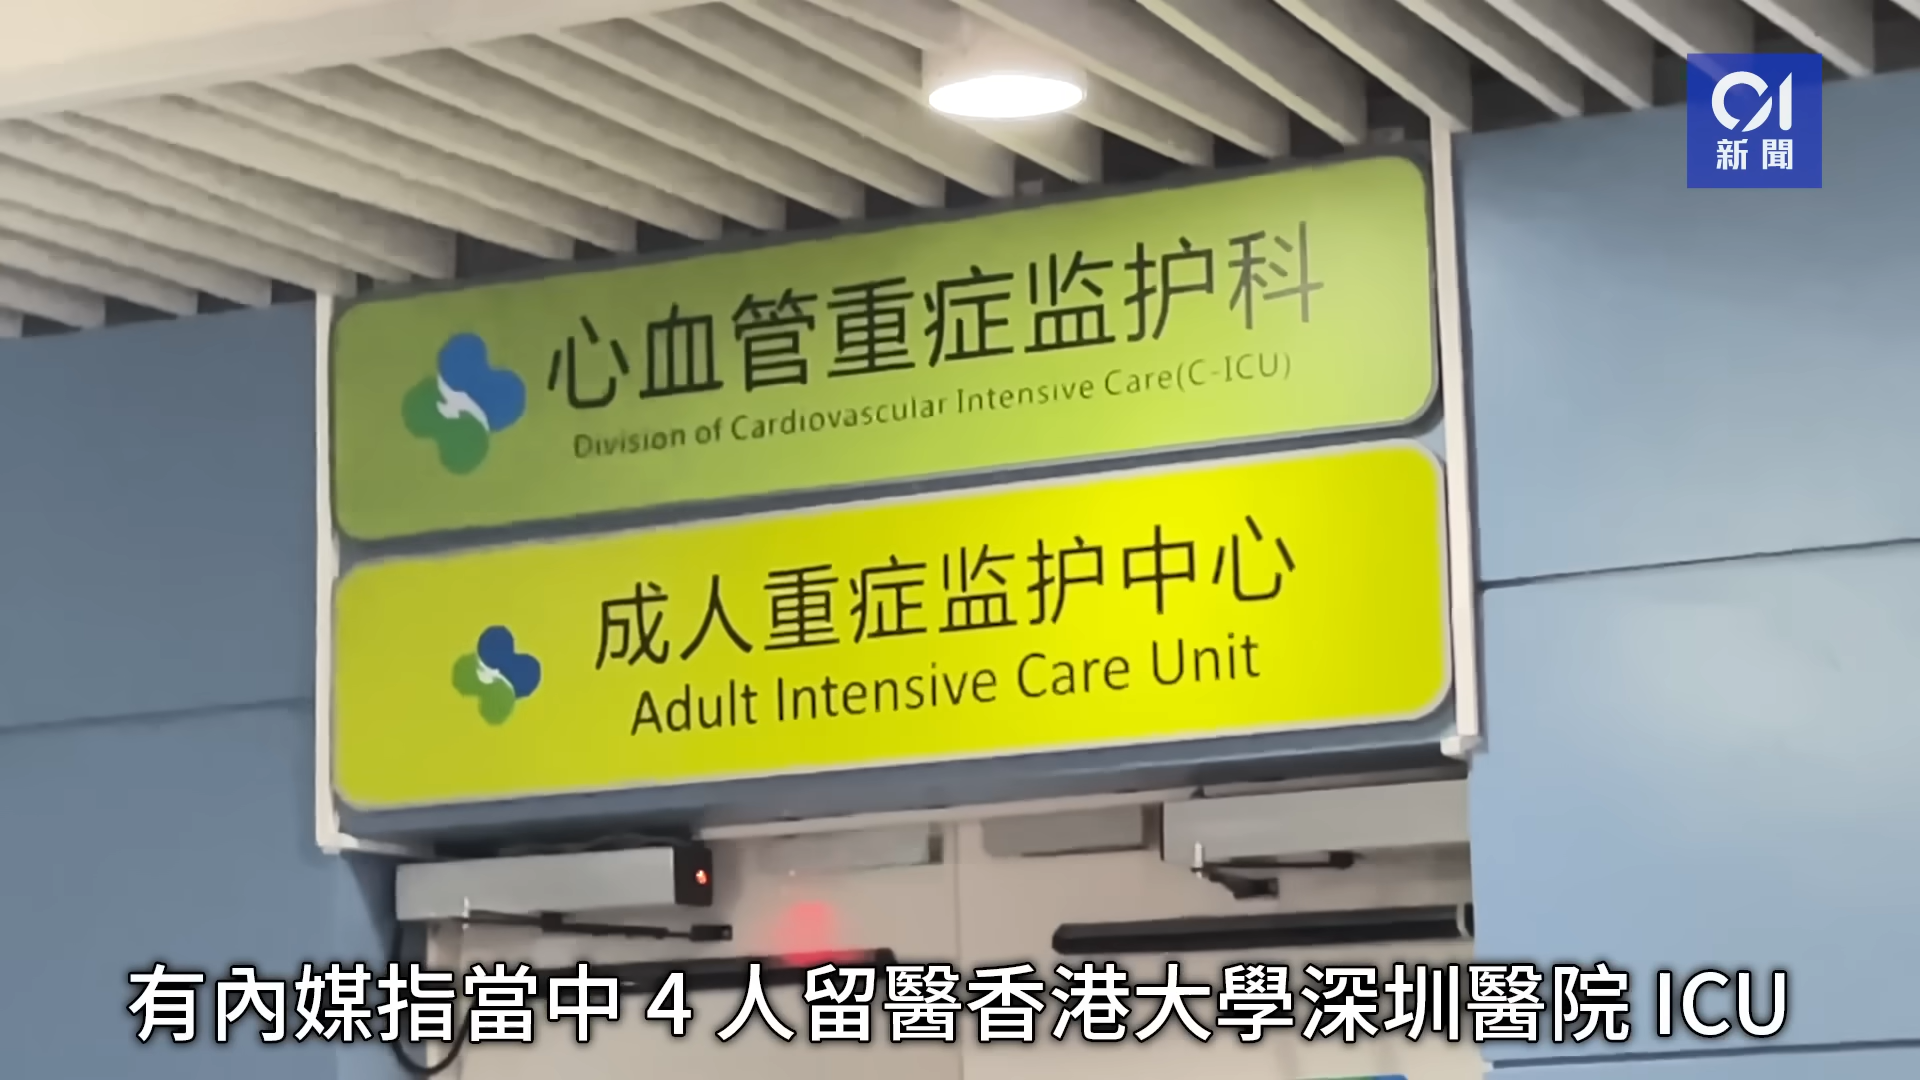 01
新聞
心血管重症监护科
Division of Cardiovascular Intensive Care(C-ICU)
成人重症监护中心
Adult Intensive Care Unit
有內媒指當中 4 人留醫香港大學深圳醫院 ICU